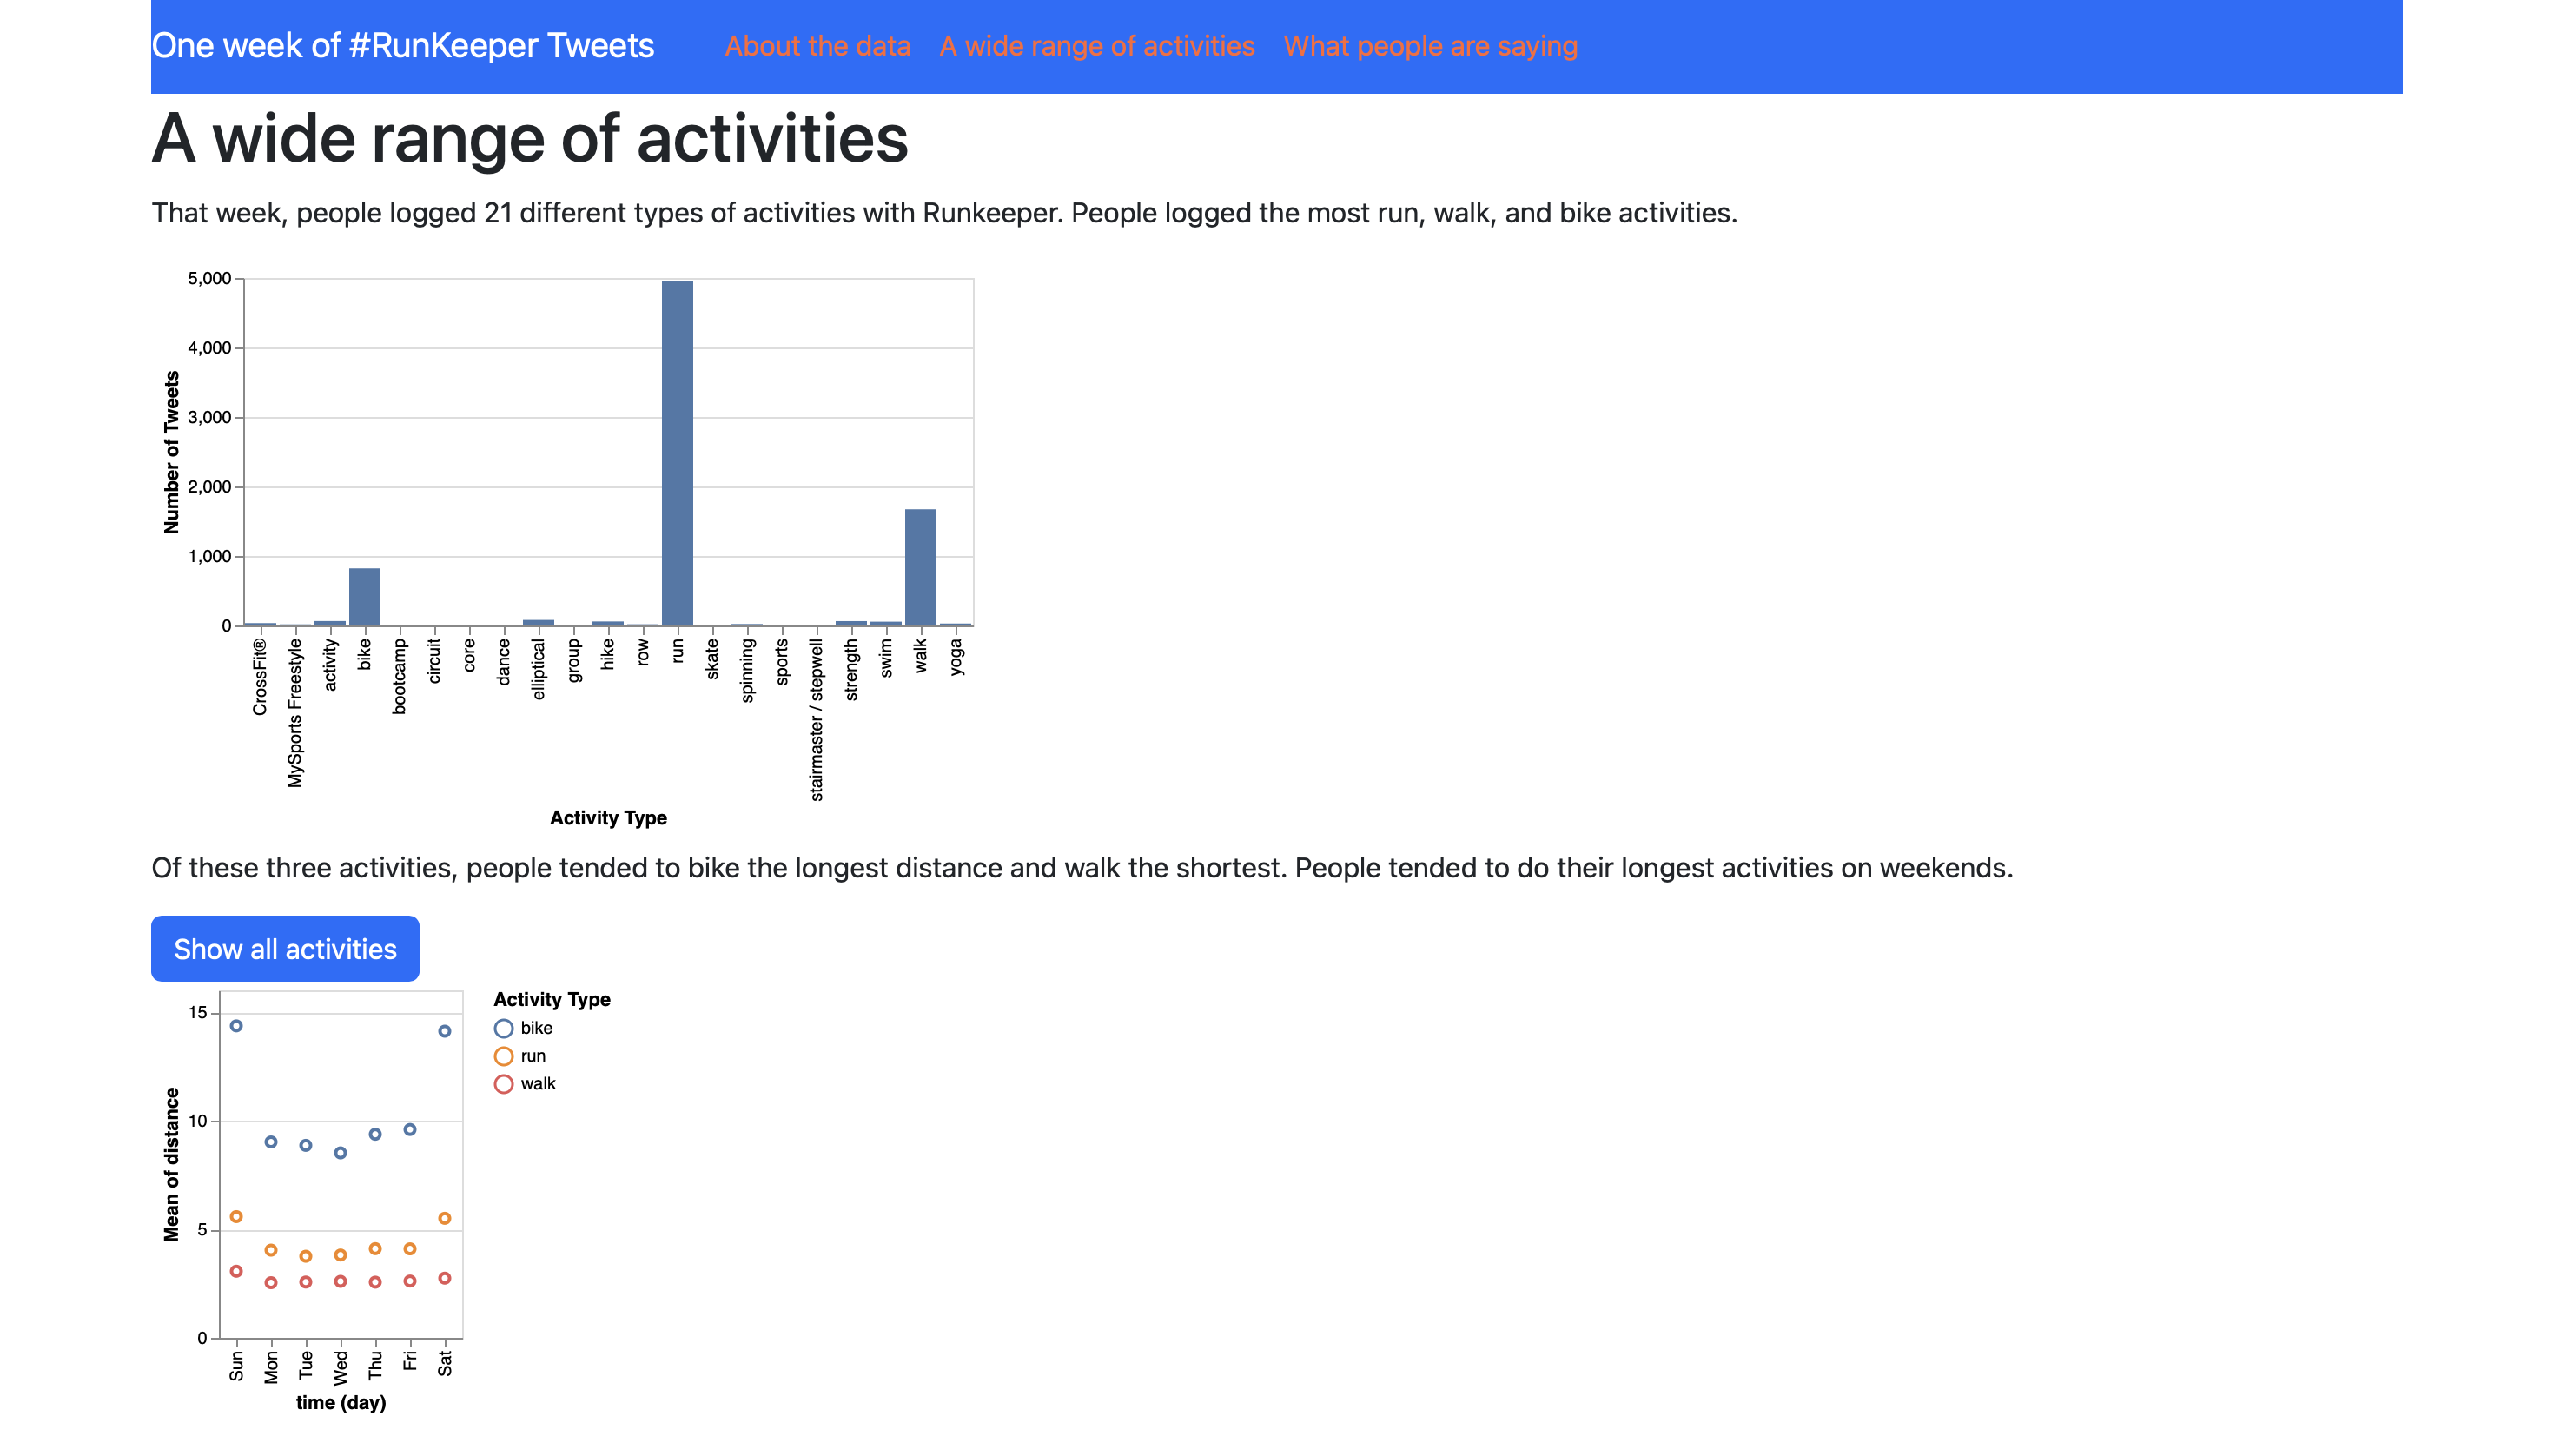 One week of #RunKeeper Tweets About the data A wide range of activities What people are saying
A wide range of activities
That week, people logged 21 different types of activities with Runkeeper. People logged the most run, walk, and bike activities.
Number of Tweets
5,000
4,000
3,000
2,000
1,000
0
CrossFit®
MySports Freestyle
activity
bike
bootcamp
circuit
core
dance
elliptical
group
hike
row
run
skate
spinning
sports
stairmaster / stepwell
strength
swim
walk
yoga
Activity Type
Of these three activities, people tended to bike the longest distance and walk the shortest. People tended to do their longest activities on weekends.
Show all activities
Mean of distance
15
10
5
0
Sun
Mon
Tue
Wed
Thu
Fri
Sat
time (day)
Activity Type
bike
run
walk